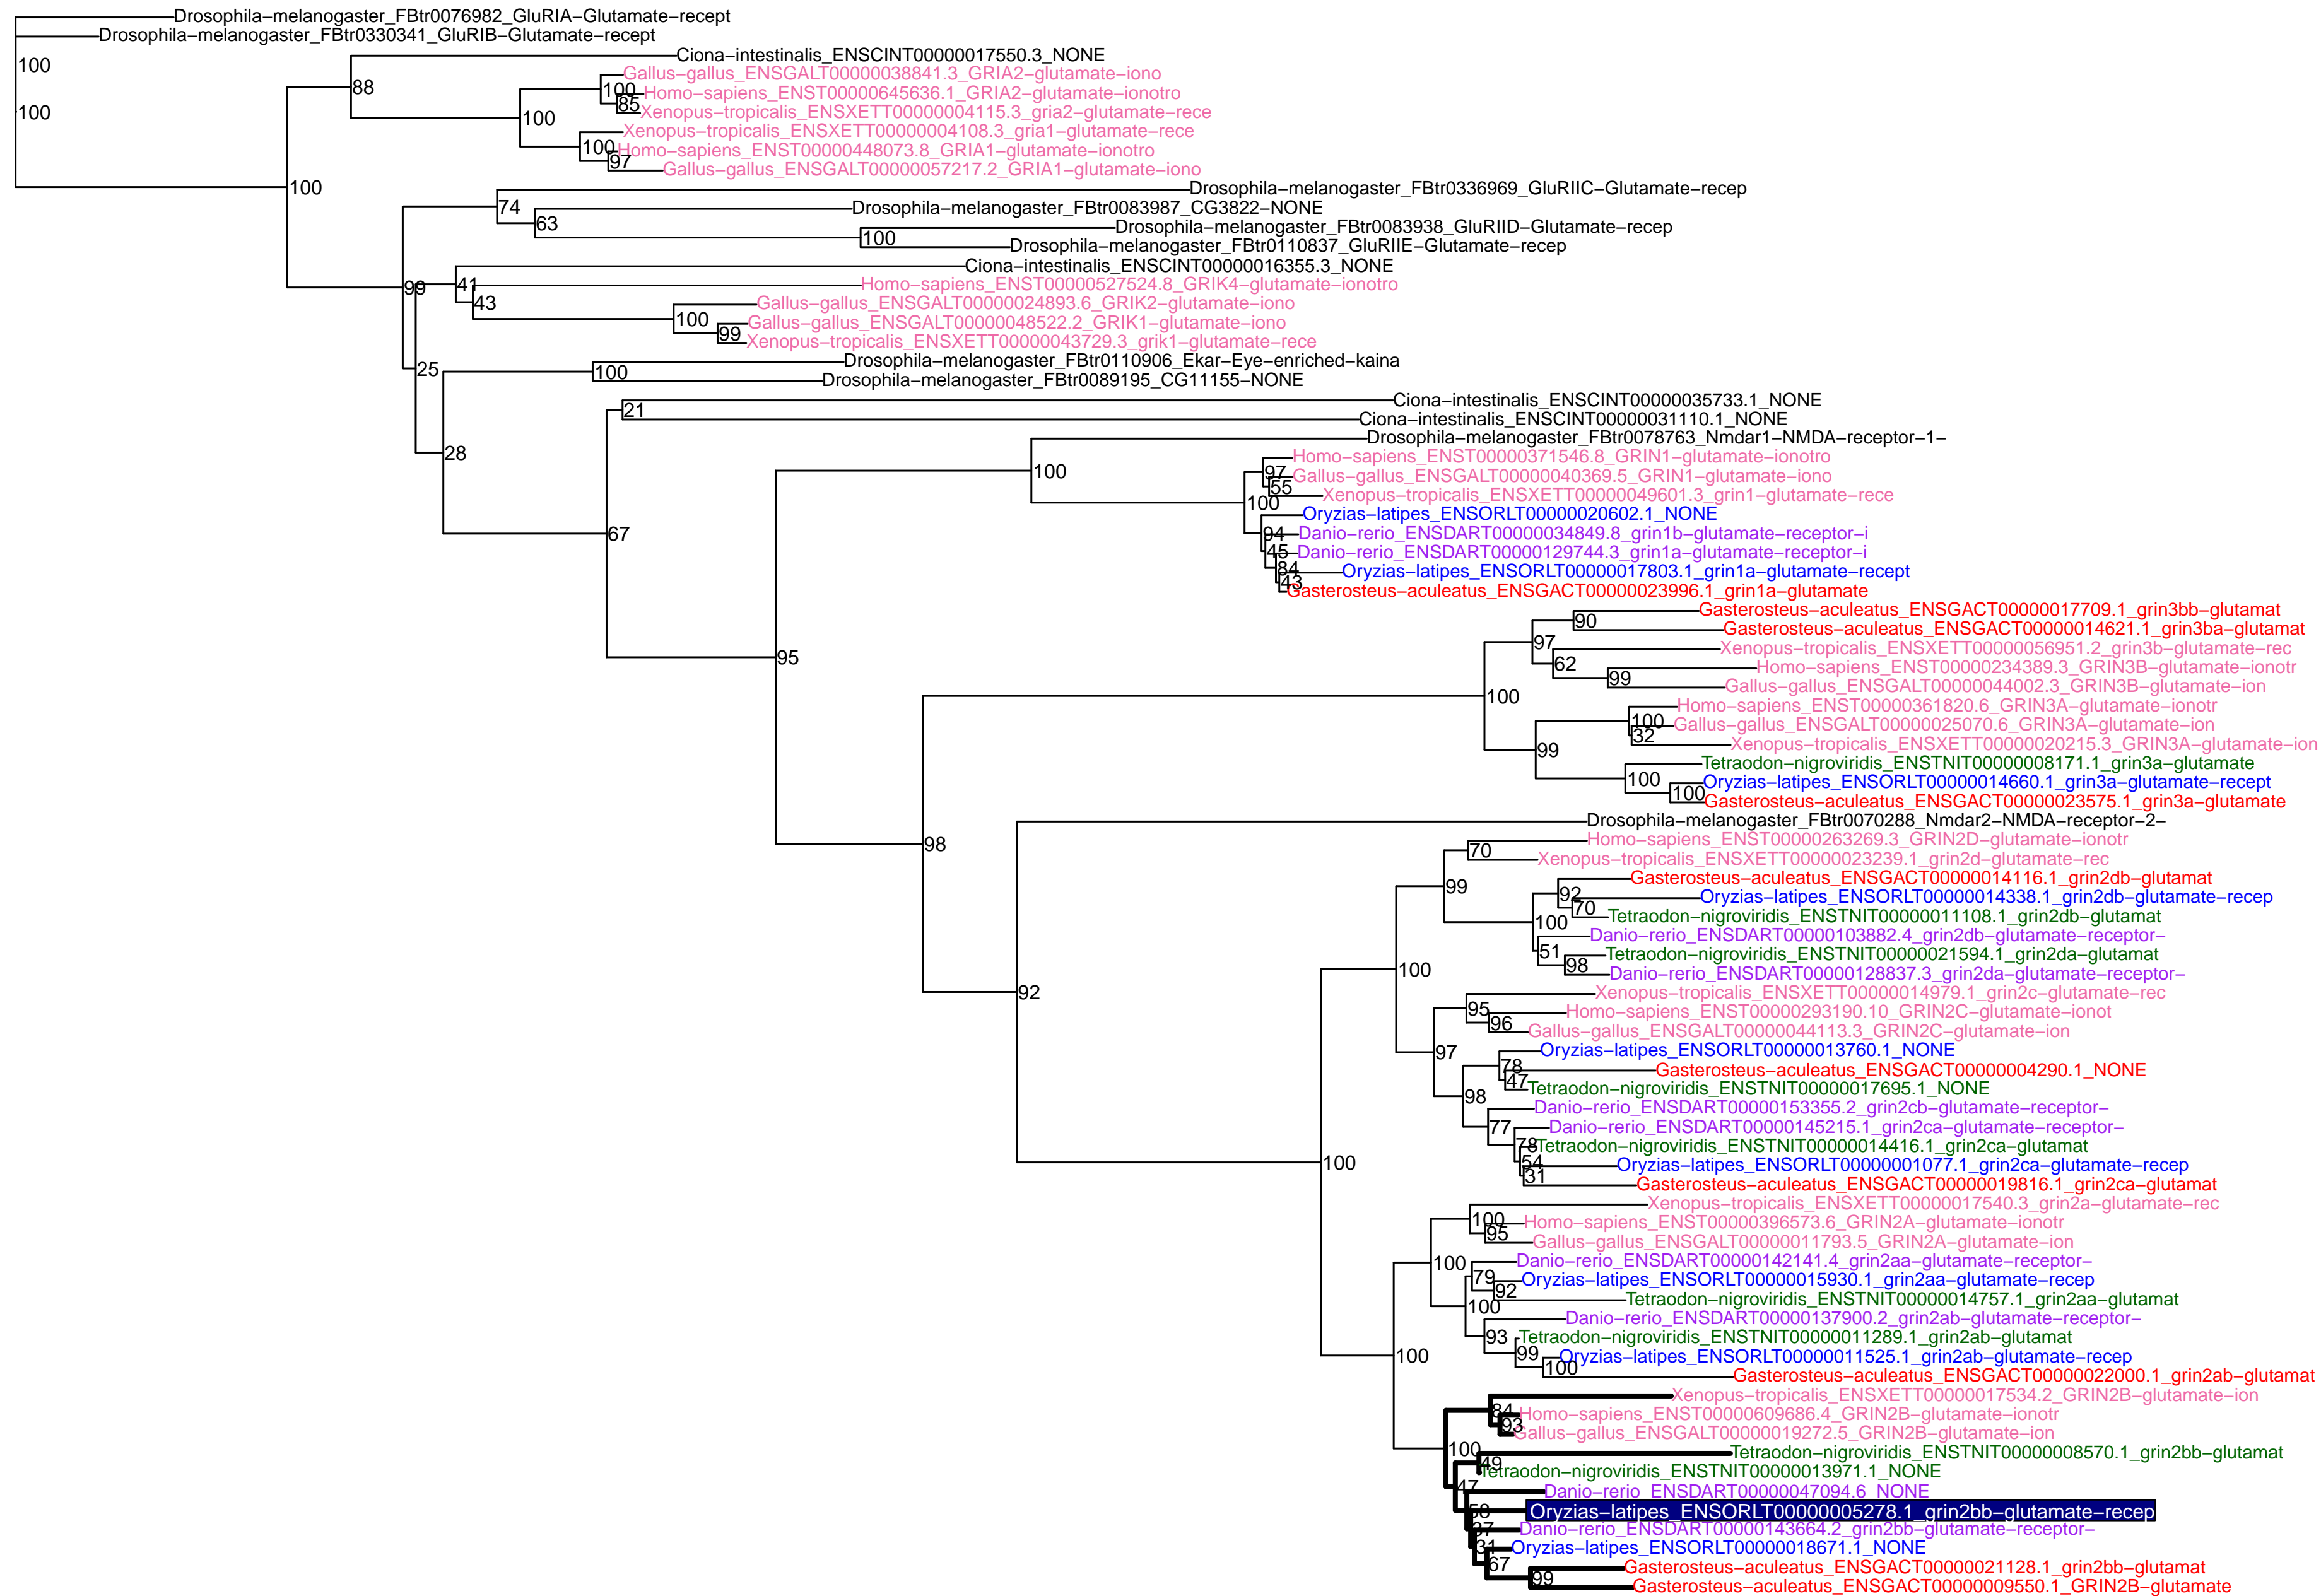 Drosophila−melanogaster_FBtr0076982_GluRIA−Glutamate−recept
Drosophila−melanogaster_FBtr0330341_GluRIB−Glutamate−recept
100
Ciona−intestinalis_ENSCINT00000017550.3_NONE
Gallus−gallus_ENSGALT00000038841.3_GRIA2−glutamate−iono
88
100
Homo−sapiens_ENST00000645636.1_GRIA2−glutamate−ionotro
85
100
Xenopus−tropicalis_ENSXETT00000004115.3_gria2−glutamate−rece
100
Xenopus−tropicalis_ENSXETT00000004108.3_gria1−glutamate−rece
100
Homo−sapiens_ENST00000448073.8_GRIA1−glutamate−ionotro
97
Gallus−gallus_ENSGALT00000057217.2_GRIA1−glutamate−iono
100
Drosophila−melanogaster_FBtr0336969_GluRIIC−Glutamate−recep
74
Drosophila−melanogaster_FBtr0083987_CG3822−NONE
63
Drosophila−melanogaster_FBtr0083938_GluRIID−Glutamate−recep
100
Drosophila−melanogaster_FBtr0110837_GluRIIE−Glutamate−recep
Ciona−intestinalis_ENSCINT00000016355.3_NONE
99
41
Homo−sapiens_ENST00000527524.8_GRIK4−glutamate−ionotro
43
Gallus−gallus_ENSGALT00000024893.6_GRIK2−glutamate−iono
100
Gallus−gallus_ENSGALT00000048522.2_GRIK1−glutamate−iono
99
Xenopus−tropicalis_ENSXETT00000043729.3_grik1−glutamate−rece
25
Drosophila−melanogaster_FBtr0110906_Ekar−Eye−enriched−kaina
100
Drosophila−melanogaster_FBtr0089195_CG11155−NONE
Ciona−intestinalis_ENSCINT00000035733.1_NONE
21
Ciona−intestinalis_ENSCINT00000031110.1_NONE
28
Drosophila−melanogaster_FBtr0078763_Nmdar1−NMDA−receptor−1−
100
Homo−sapiens_ENST00000371546.8_GRIN1−glutamate−ionotro
97
Gallus−gallus_ENSGALT00000040369.5_GRIN1−glutamate−iono
55
Xenopus−tropicalis_ENSXETT00000049601.3_grin1−glutamate−rece
100
Oryzias−latipes_ENSORLT00000020602.1_NONE
67
94
Danio−rerio_ENSDART00000034849.8_grin1b−glutamate−receptor−i
45
Danio−rerio_ENSDART00000129744.3_grin1a−glutamate−receptor−i
84
Oryzias−latipes_ENSORLT00000017803.1_grin1a−glutamate−recept
43
Gasterosteus−aculeatus_ENSGACT00000023996.1_grin1a−glutamate
Gasterosteus−aculeatus_ENSGACT00000017709.1_grin3bb−glutamat
90
Gasterosteus−aculeatus_ENSGACT00000014621.1_grin3ba−glutamat
97
Xenopus−tropicalis_ENSXETT00000056951.2_grin3b−glutamate−rec
95
62
Homo−sapiens_ENST00000234389.3_GRIN3B−glutamate−ionotr
99
Gallus−gallus_ENSGALT00000044002.3_GRIN3B−glutamate−ion
100
Homo−sapiens_ENST00000361820.6_GRIN3A−glutamate−ionotr
100
Gallus−gallus_ENSGALT00000025070.6_GRIN3A−glutamate−ion
32
Xenopus−tropicalis_ENSXETT00000020215.3_GRIN3A−glutamate−ion
99
Tetraodon−nigroviridis_ENSTNIT00000008171.1_grin3a−glutamate
100
Oryzias−latipes_ENSORLT00000014660.1_grin3a−glutamate−recept
100
Gasterosteus−aculeatus_ENSGACT00000023575.1_grin3a−glutamate
Drosophila−melanogaster_FBtr0070288_Nmdar2−NMDA−receptor−2−
98
Homo−sapiens_ENST00000263269.3_GRIN2D−glutamate−ionotr
70
Xenopus−tropicalis_ENSXETT00000023239.1_grin2d−glutamate−rec
99
Gasterosteus−aculeatus_ENSGACT00000014116.1_grin2db−glutamat
92
Oryzias−latipes_ENSORLT00000014338.1_grin2db−glutamate−recep
70
Tetraodon−nigroviridis_ENSTNIT00000011108.1_grin2db−glutamat
100
Danio−rerio_ENSDART00000103882.4_grin2db−glutamate−receptor−
51
Tetraodon−nigroviridis_ENSTNIT00000021594.1_grin2da−glutamat
98
Danio−rerio_ENSDART00000128837.3_grin2da−glutamate−receptor−
100
92
Xenopus−tropicalis_ENSXETT00000014979.1_grin2c−glutamate−rec
95
Homo−sapiens_ENST00000293190.10_GRIN2C−glutamate−ionot
96
Gallus−gallus_ENSGALT00000044113.3_GRIN2C−glutamate−ion
97
Oryzias−latipes_ENSORLT00000013760.1_NONE
78
Gasterosteus−aculeatus_ENSGACT00000004290.1_NONE
47
Tetraodon−nigroviridis_ENSTNIT00000017695.1_NONE
98
Danio−rerio_ENSDART00000153355.2_grin2cb−glutamate−receptor−
77
Danio−rerio_ENSDART00000145215.1_grin2ca−glutamate−receptor−
78
Tetraodon−nigroviridis_ENSTNIT00000014416.1_grin2ca−glutamat
100
54
Oryzias−latipes_ENSORLT00000001077.1_grin2ca−glutamate−recep
31
Gasterosteus−aculeatus_ENSGACT00000019816.1_grin2ca−glutamat
Xenopus−tropicalis_ENSXETT00000017540.3_grin2a−glutamate−rec
100
Homo−sapiens_ENST00000396573.6_GRIN2A−glutamate−ionotr
95
Gallus−gallus_ENSGALT00000011793.5_GRIN2A−glutamate−ion
100
Danio−rerio_ENSDART00000142141.4_grin2aa−glutamate−receptor−
79
Oryzias−latipes_ENSORLT00000015930.1_grin2aa−glutamate−recep
92
Tetraodon−nigroviridis_ENSTNIT00000014757.1_grin2aa−glutamat
100
Danio−rerio_ENSDART00000137900.2_grin2ab−glutamate−receptor−
93
Tetraodon−nigroviridis_ENSTNIT00000011289.1_grin2ab−glutamat
100
99
Oryzias−latipes_ENSORLT00000011525.1_grin2ab−glutamate−recep
100
Gasterosteus−aculeatus_ENSGACT00000022000.1_grin2ab−glutamat
Xenopus−tropicalis_ENSXETT00000017534.2_GRIN2B−glutamate−ion
84
Homo−sapiens_ENST00000609686.4_GRIN2B−glutamate−ionotr
93
Gallus−gallus_ENSGALT00000019272.5_GRIN2B−glutamate−ion
100
Tetraodon−nigroviridis_ENSTNIT00000008570.1_grin2bb−glutamat
49
Tetraodon−nigroviridis_ENSTNIT00000013971.1_NONE
47
Danio−rerio_ENSDART00000047094.6_NONE
58
Oryzias−latipes_ENSORLT00000005278.1_grin2bb−glutamate−recep
37
Danio−rerio_ENSDART00000143664.2_grin2bb−glutamate−receptor−
31
Oryzias−latipes_ENSORLT00000018671.1_NONE
67
Gasterosteus−aculeatus_ENSGACT00000021128.1_grin2bb−glutamat
99
Gasterosteus−aculeatus_ENSGACT00000009550.1_GRIN2B−glutamate